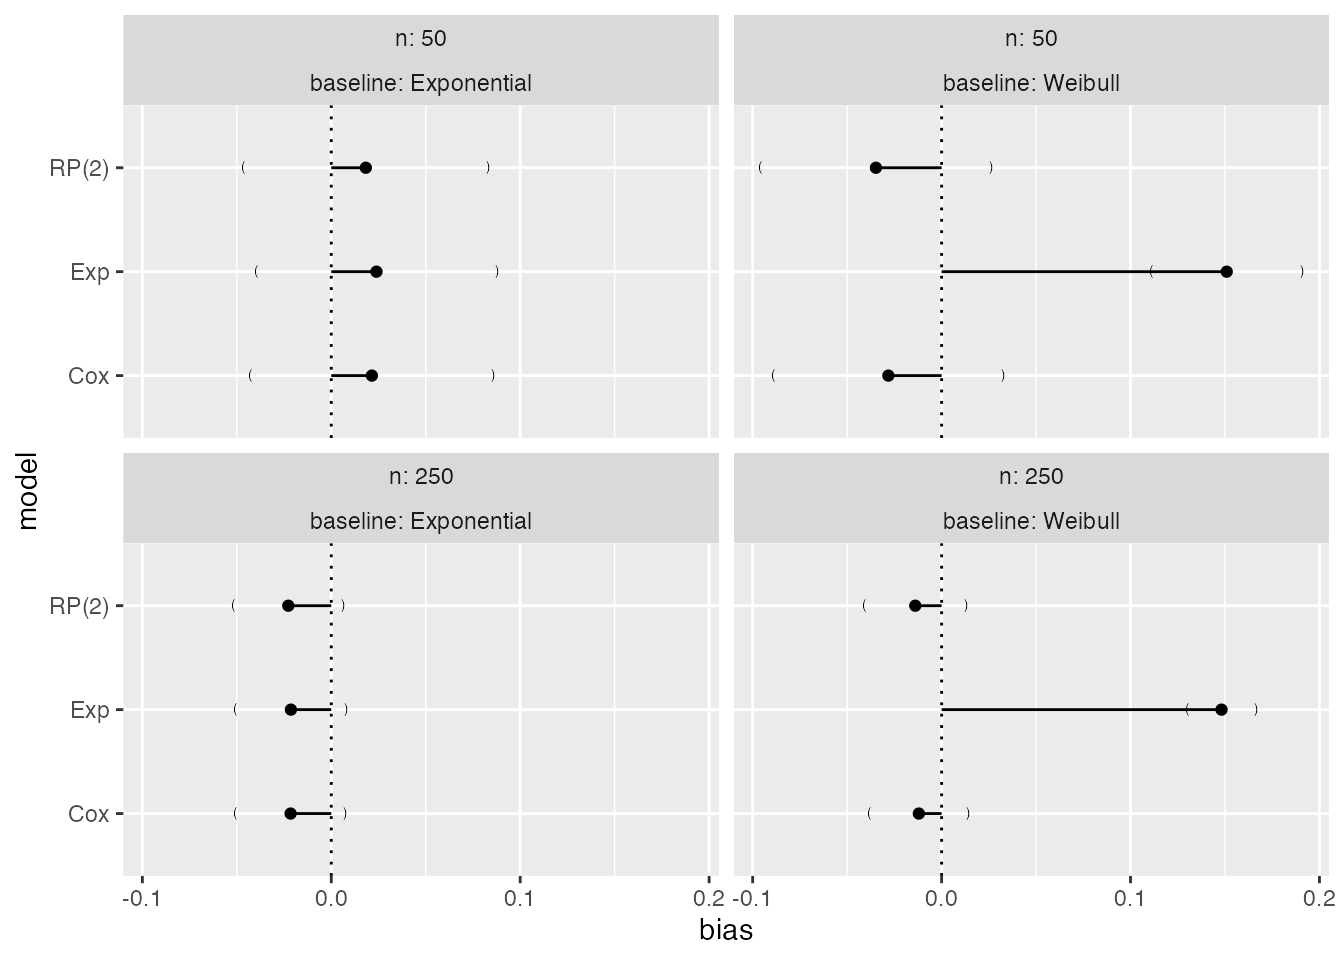 n: 50
baseline: Exponential
n: 50
baseline: Weibull
RP(2)
Exp
Cox
n: 250
baseline: Exponential
n: 250
baseline: Weibull
RP(2)
Exp
Cox
model
-0.1 0.0 0.1 0.2 -0.1 0.0 0.1 0.2
bias